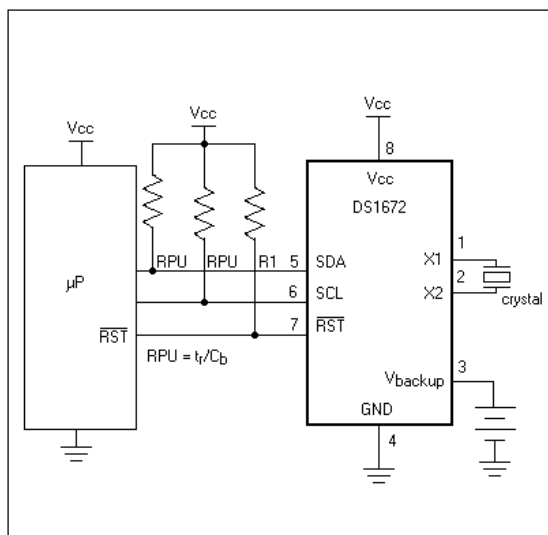 Vcc
Vcc
Vcc
8
Vcc
DS1672
µP
RPU RPU R1 5 SDA X1 1
6 SCL X2 2
crystal
RST 7 RST
RPU = tr/Cb
Vbackup 3
GND
4